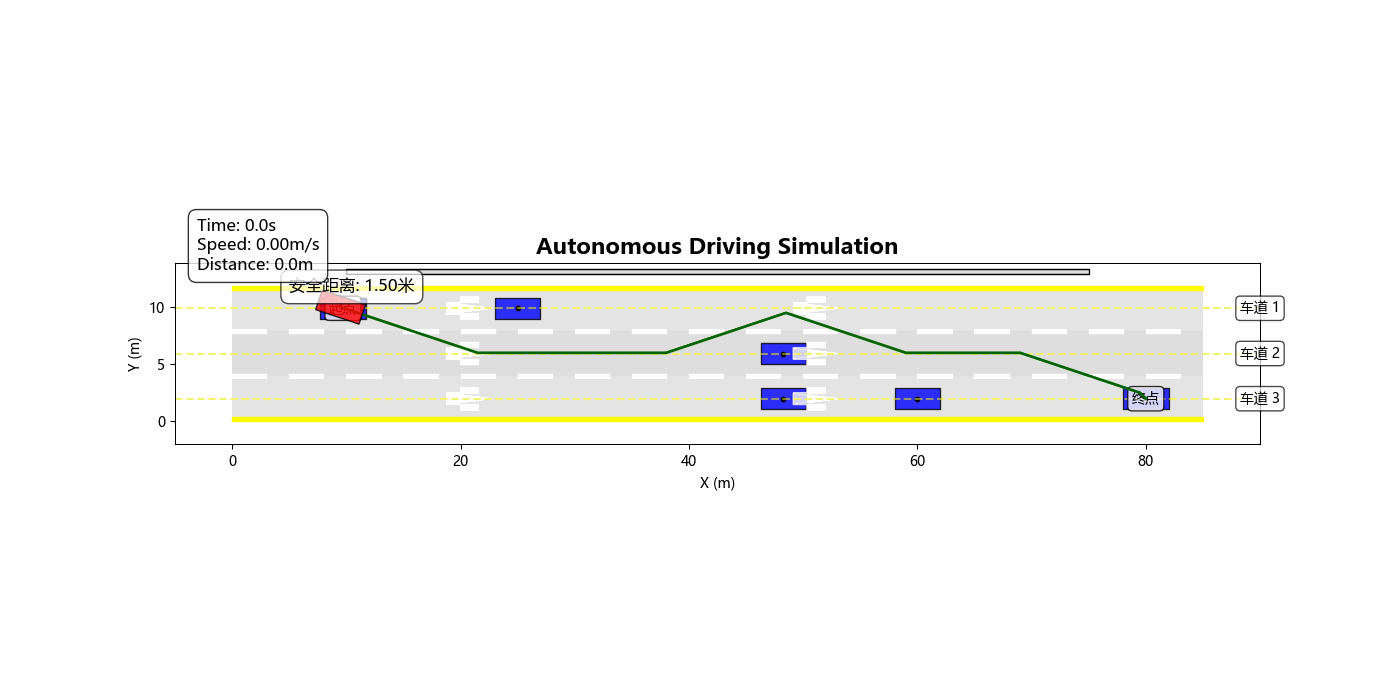 Time: 0.0s
Speed: 0.00m/s
Distance: 0.0m
Autonomous Driving Simulation
安全距离: 1.50米
起点
终点
车道 1
车道 2
车道 3
Y (m)
10
5
0
0
20
40
60
80
X (m)